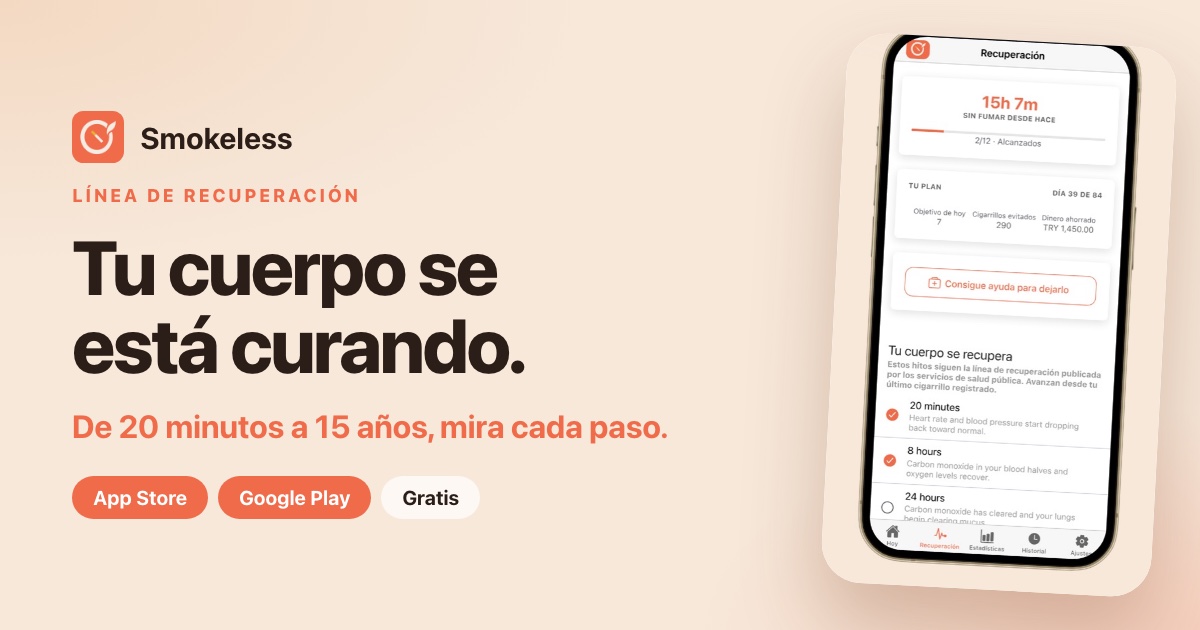 Smokeless
LÍNEA DE RECUPERACIÓN
Tu cuerpo se
está curando.
De 20 minutos a 15 años, mira cada paso.
App Store
Google Play
Gratis
Recuperación
15h 7m
SIN FUMAR DESDE HACE
2/12 · Alcanzados
TU PLAN
DÍA 39 DE 84
Objetivo de hoy
7
Cigarrillos evitados
290
Dinero ahorrado
TRY 1,450.00
Consigue ayuda para dejarlo
Tu cuerpo se recupera
Estos hitos siguen la línea de recuperación publicada
por los servicios de salud pública. Avanzan desde tu
último cigarrillo registrado.
20 minutes
Heart rate and blood pressure start dropping
back toward normal.
8 hours
Carbon monoxide in your blood halves and
oxygen levels recover.
24 hours
Carbon monoxide has cleared and your lungs
begin clearing mucus.
Hoy
Recuperación
Estadísticas
Historial
Ajustes